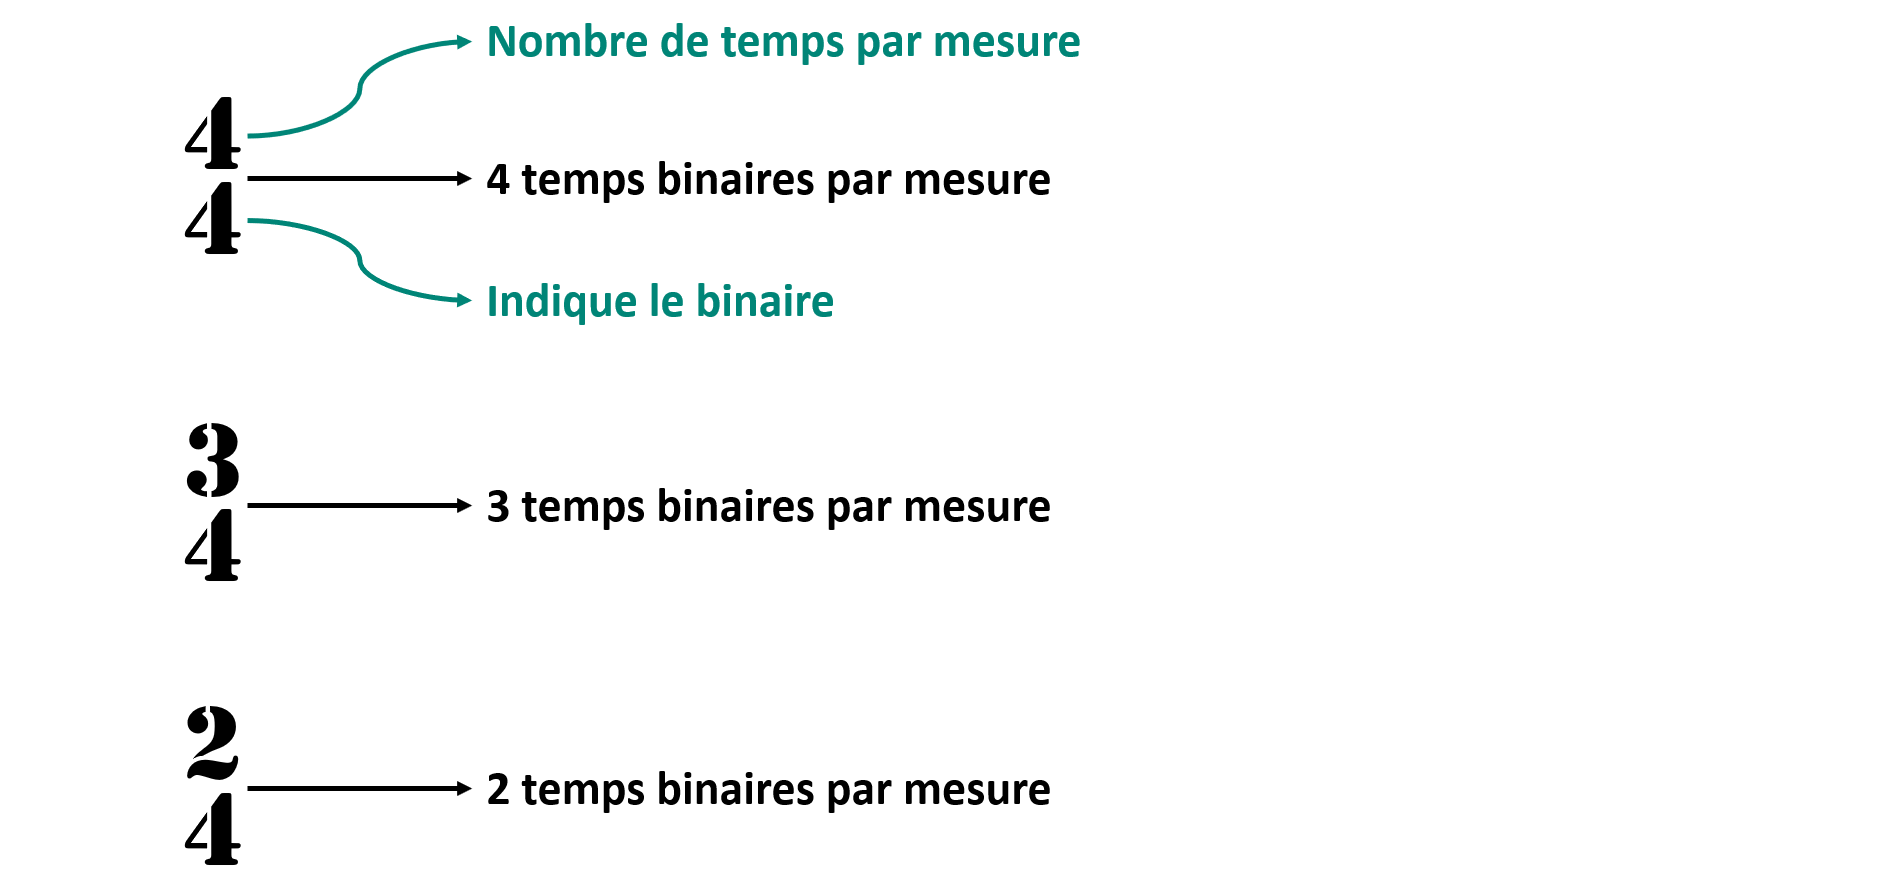 Nombre de temps par mesure
4
4 temps binaires par mesure
4
Indique le binaire
3
3 temps binaires par mesure
4
2
2 temps binaires par mesure
4